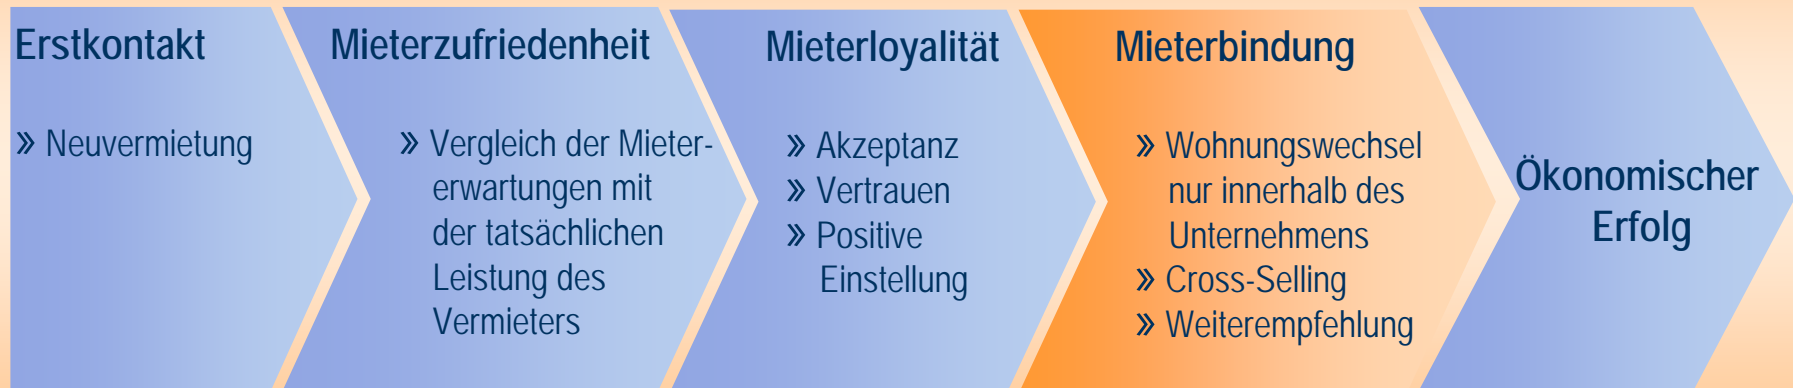 Erstkontakt
» Neuvermietung
Mieterzufriedenheit
» Vergleich der Mieter-
erwartungen mit
der tatsächlichen
Leistung des
Vermieters
Mieterloyalität
» Akzeptanz
» Vertrauen
» Positive
Einstellung
Mieterbindung
» Wohnungswechsel
nur innerhalb des
Unternehmens
» Cross-Selling
» Weiterempfehlung
Ökonomischer
Erfolg